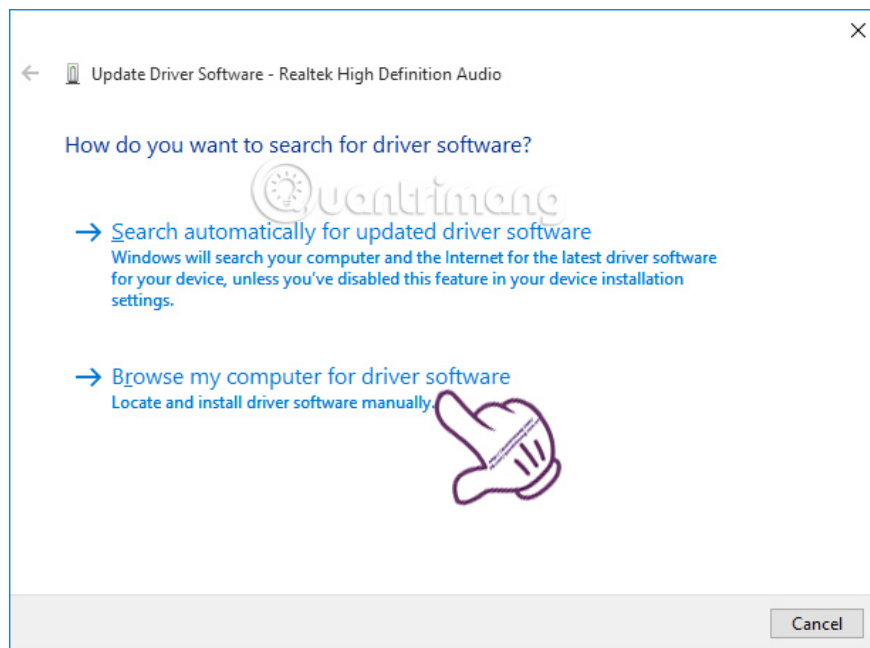 Update Driver Software - Realtek High Definition Audio
How do you want to search for driver software?
Quantrimang
Search automatically for updated driver software
Windows will search your computer and the Internet for the latest driver software
for your device, unless you've disabled this feature in your device installation
settings.
Browse my computer for driver software
Locate and install driver software manually.
Cancel